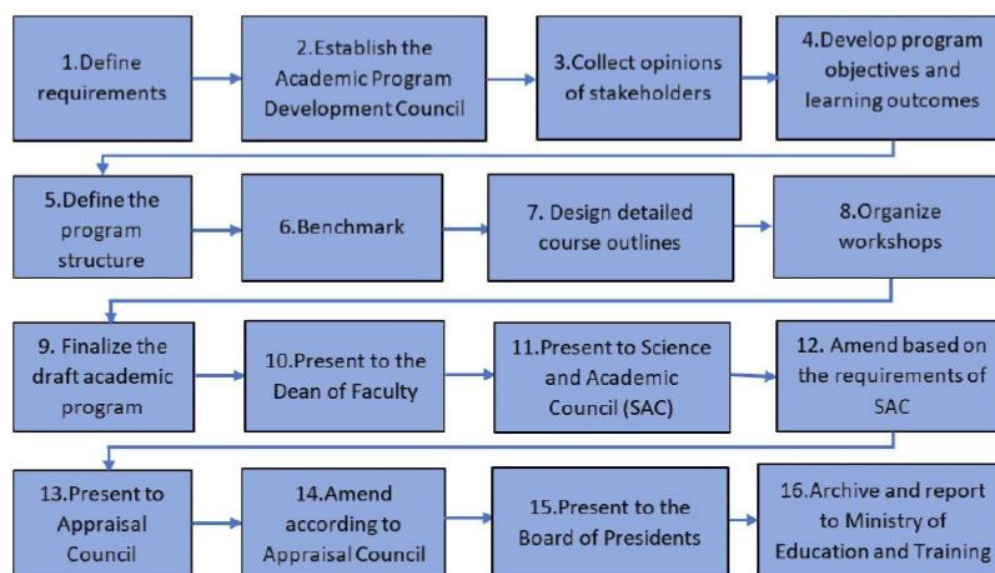 1.Define
requirements
2.Establish the
Academic Program
Development Council
3.Collect opinions
of stakeholders
4.Develop program
objectives and
learning outcomes
5.Define the
program
structure
6.Benchmark
7. Design detailed
course outlines
8.Organize
workshops
9. Finalize the
draft academic
program
10.Present to the
Dean of Faculty
11.Present to Science
and Academic
Council (SAC)
12. Amend based on
the requirements of
SAC
13.Present to
Appraisal
Council
14.Amend
according to
Appraisal Council
15.Present to the
Board of Presidents
16.Archive and report
to Ministry of
Education and Training